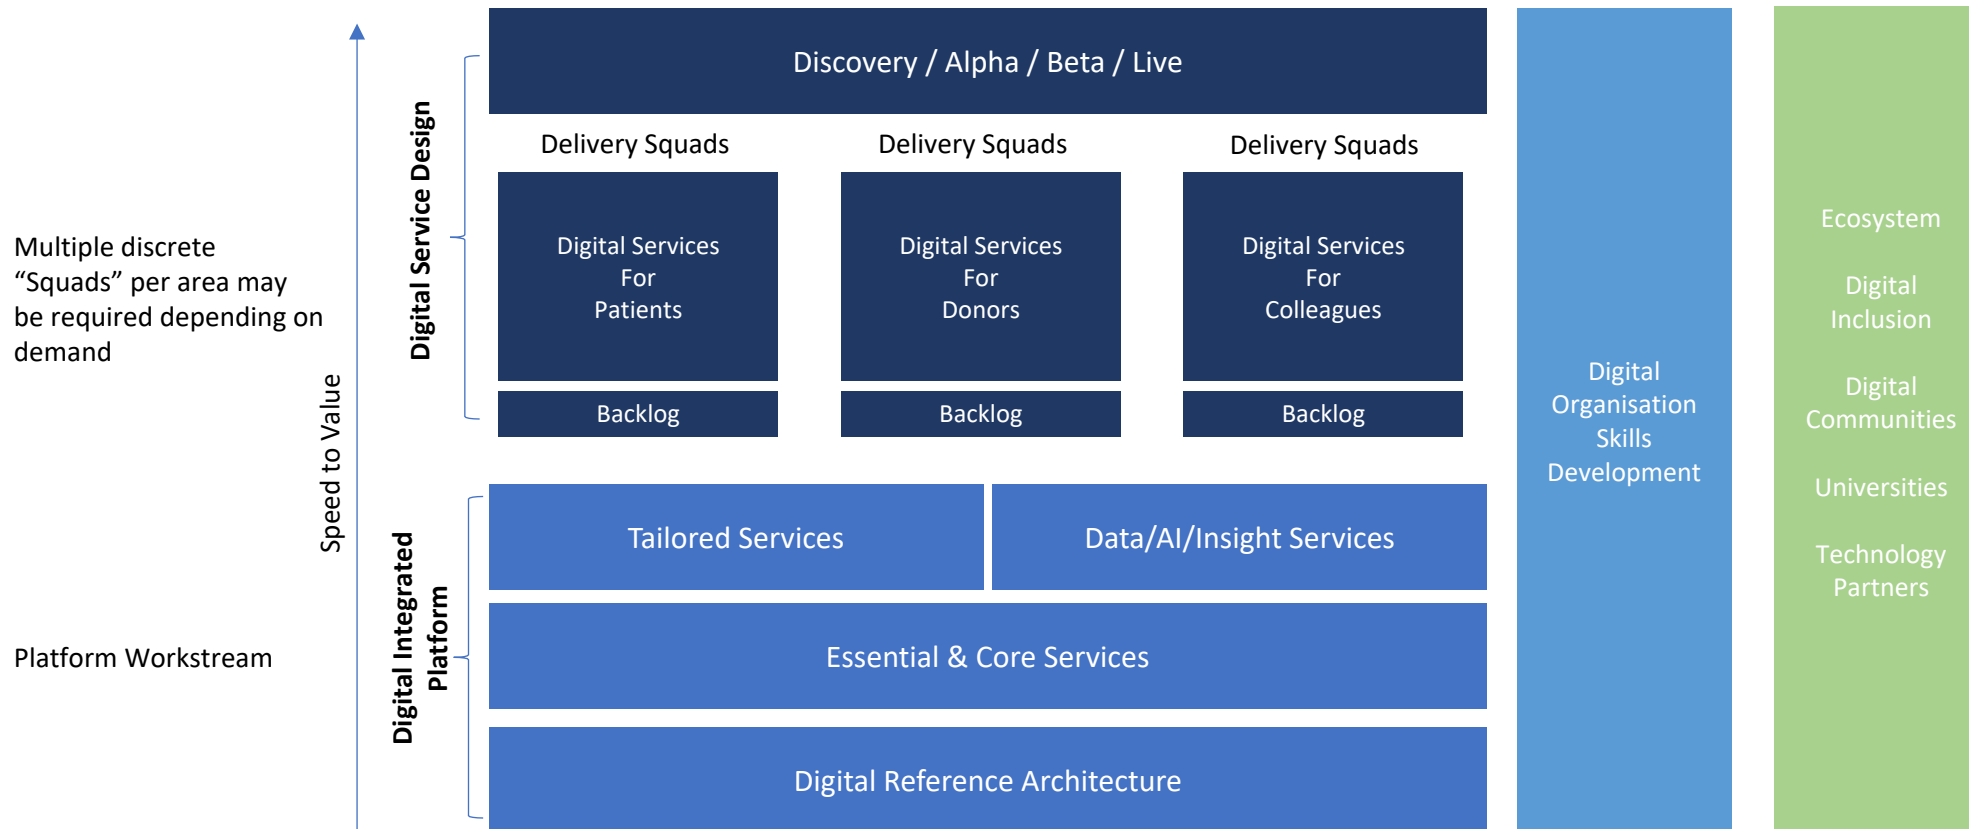 Multiple discrete
“Squads” per area may
be required depending on
demand
Platform Workstream
Speed to Value
Digital Service Design
Digital Integrated
Platform
Discovery / Alpha / Beta / Live
Delivery Squads
Delivery Squads
Delivery Squads
Digital Services
For
Patients
Digital Services
For
Donors
Digital Services
For
Colleagues
Backlog
Backlog
Backlog
Tailored Services
Data/AI/Insight Services
Essential & Core Services
Digital Reference Architecture
Digital
Organisation
Skills
Development
Ecosystem
Digital
Inclusion
Digital
Communities
Universities
Technology
Partners